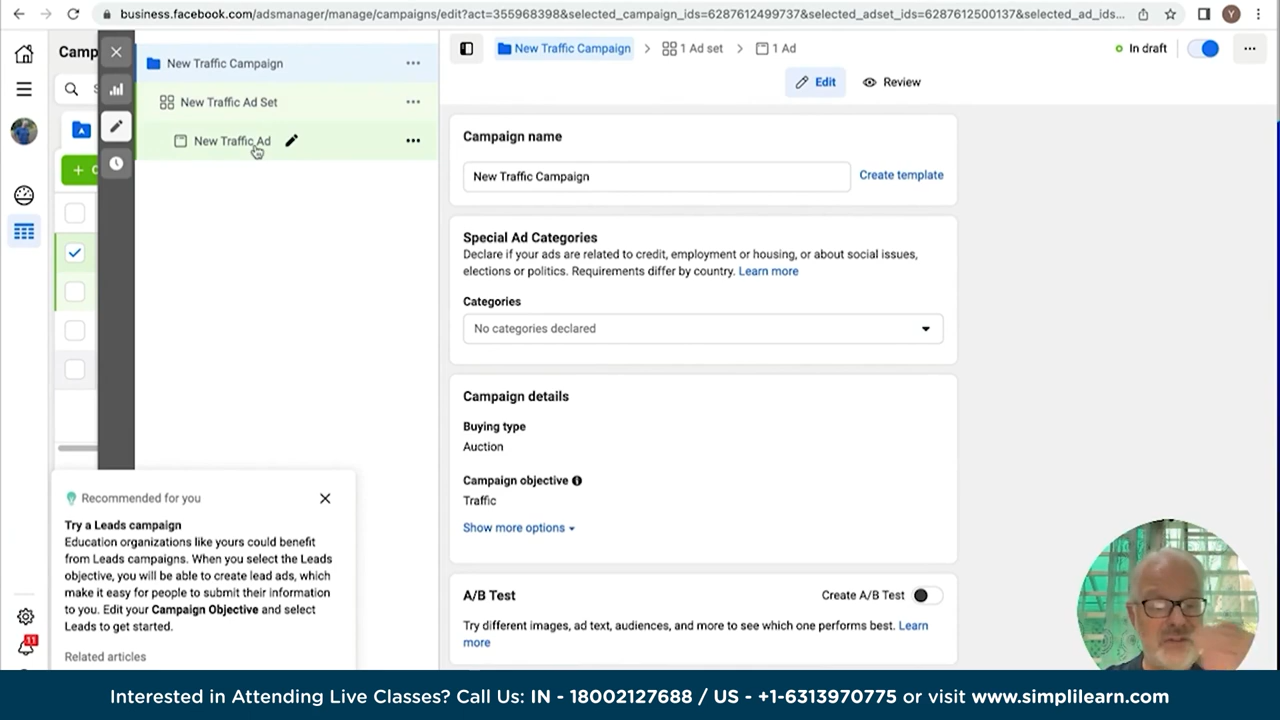 business.facebook.com/adsmanager/manage/campaigns/edit?act=355968398&selected_campaign_ids=6287612499737&selected_adset_ids=6287612500137&selected_ad_ids...
Y
Camp
New Traffic Campaign
New Traffic Campaign
1 Ad set
1 Ad
In draft
Edit
Review
New Traffic Ad Set
New Traffic Ad
Campaign name
New Traffic Campaign
Create template
Special Ad Categories
Declare if your ads are related to credit, employment or housing, or about social issues,
elections or politics. Requirements differ by country. Learn more
Categories
No categories declared
Campaign details
Buying type
Auction
Campaign objective
Traffic
Show more options
A/B Test
Create A/B Test
Try different images, ad text, audiences, and more to see which one performs best. Learn
more
Recommended for you
Try a Leads campaign
Education organizations like yours could benefit
from Leads campaigns. When you select the Leads
objective, you will be able to create lead ads, which
make it easy for people to submit their information
to you. Edit your Campaign Objective and select
Leads to get started.
Related articles
11
Interested in Attending Live Classes? Call Us: IN - 18002127688 / US - +1-6313970775 or visit www.simplilearn.com